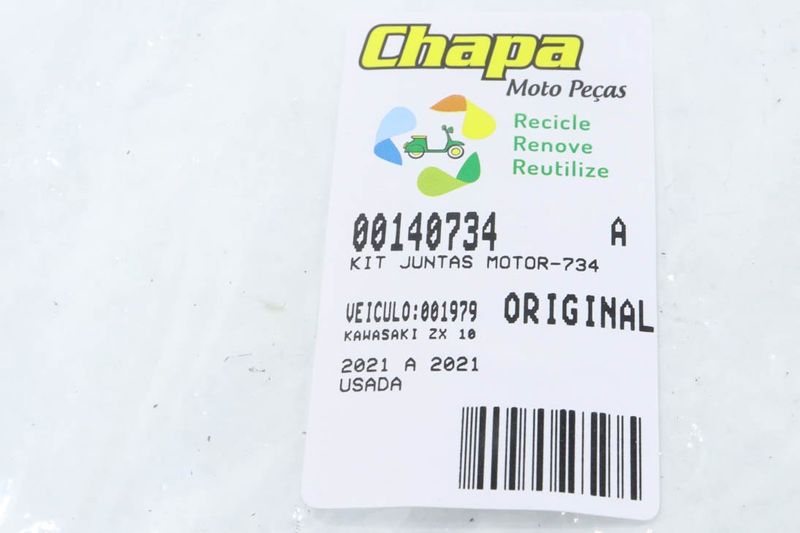 Chapa
Moto Peças
Recicle
Renove
Reutilize
00140734 A
KIT JUNTAS MOTOR-734
VEICULO:001979 ORIGINAL
KAWASAKI ZX 10
2021 A 2021
USADA